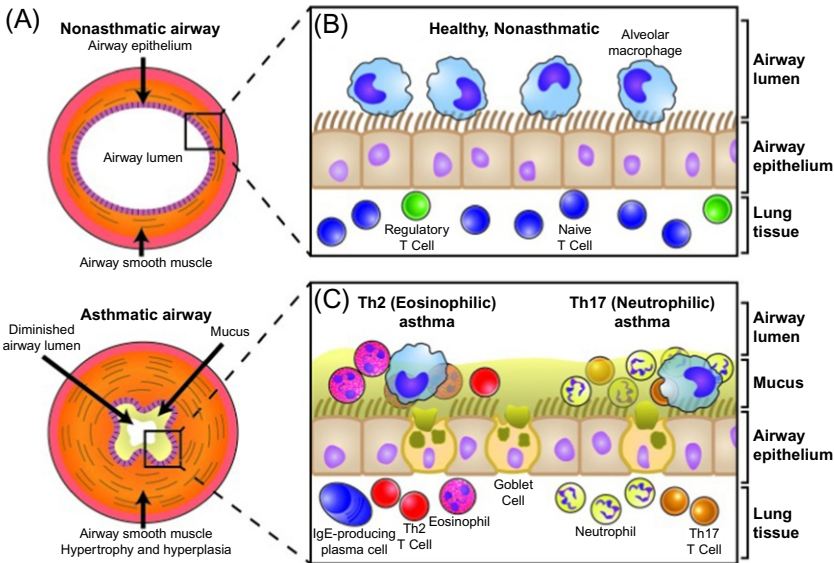 (A)
Nonasthmatic airway
Airway epithelium
Airway lumen
Airway smooth muscle
Asthmatic airway
Diminished
airway lumen
Mucus
Airway smooth muscle
Hypertrophy and hyperplasia
(B)
Healthy, Nonasthmatic
Alveolar
macrophage
Regulatory
T Cell
Naive
T Cell
Airway
lumen
Airway
epithelium
Lung
tissue
(C)
Th2 (Eosinophilic)
asthma
Th17 (Neutrophilic)
asthma
IgE-producing
plasma cell
Th2
T Cell
Eosinophil
Goblet
Cell
Neutrophil
Th17
T Cell
Airway
lumen
Mucus
Airway
epithelium
Lung
tissue